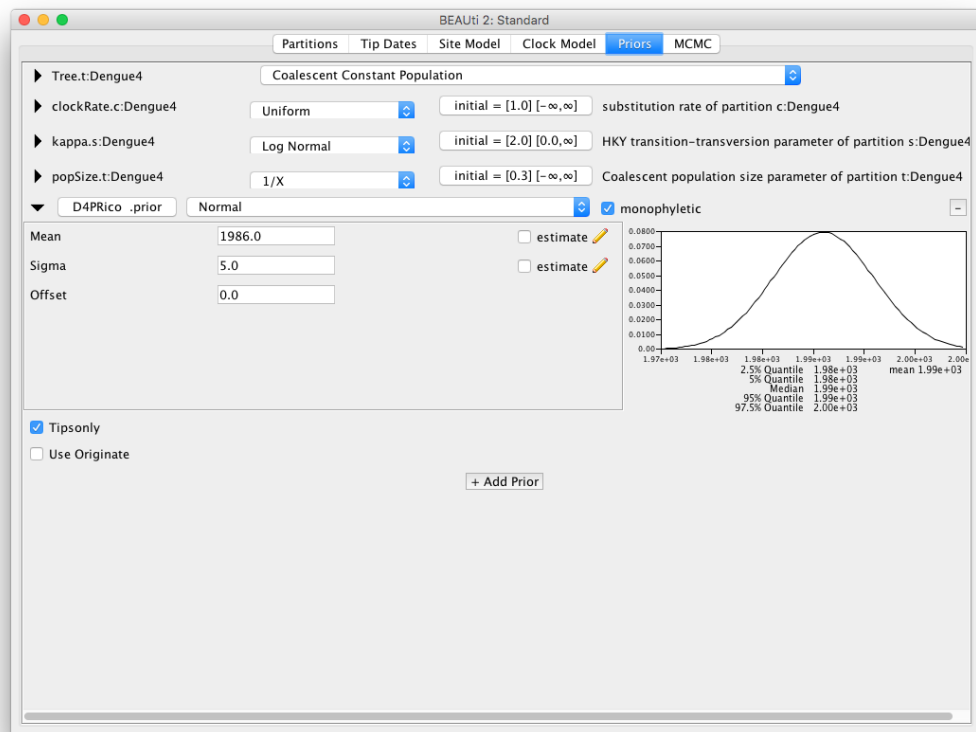 BEAUti 2: Standard
Partitions Tip Dates Site Model Clock Model Priors MCMC
Tree.t:Dengue4 Coalescent Constant Population
clockRate.c:Dengue4 Uniform initial = [1.0] [-∞,∞] substitution rate of partition c:Dengue4
kappa.s:Dengue4 Log Normal initial = [2.0] [0.0,∞] HKY transition-transversion parameter of partition s:Dengue4
popSize.t:Dengue4 1/X initial = [0.3] [-∞,∞] Coalescent population size parameter of partition t:Dengue4
D4PRico .prior Normal monophyletic -
Mean 1986.0 estimate
Sigma 5.0 estimate
Offset 0.0
0.0800
0.0700
0.0600
0.0500
0.0400
0.0300
0.0200
0.0100
0.00
1.97e+03 1.98e+03 1.98e+03 1.99e+03 1.99e+03 2.00e+03 2.00e
2.5% Quantile 1.98e+03 mean 1.99e+03
5% Quantile 1.98e+03
Median 1.99e+03
95% Quantile 1.99e+03
97.5% Quantile 2.00e+03
Tipsonly
Use Originate
+ Add Prior